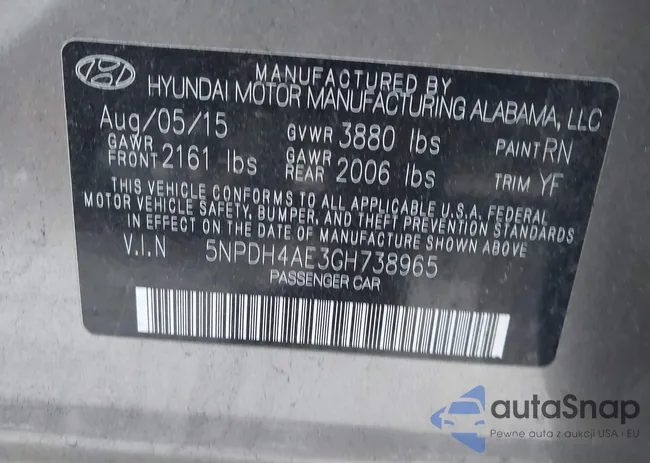 MANUFACTURED BY
HYUNDAI MOTOR MANUFACTURING ALABAMA, LLC
Aug/05/15 GVWR 3880 lbs PAINT RN
GAWR FRONT 2161 lbs GAWR REAR 2006 lbs TRIM YF
THIS VEHICLE CONFORMS TO ALL APPLICABLE U.S.A. FEDERAL
MOTOR VEHICLE SAFETY, BUMPER, AND THEFT PREVENTION STANDARDS
IN EFFECT ON THE DATE OF MANUFACTURE SHOWN ABOVE.
V.I.N 5NPDH4AE3GH738965
PASSENGER CAR
autaSnap
Pewne auta z aukcji USA i EU